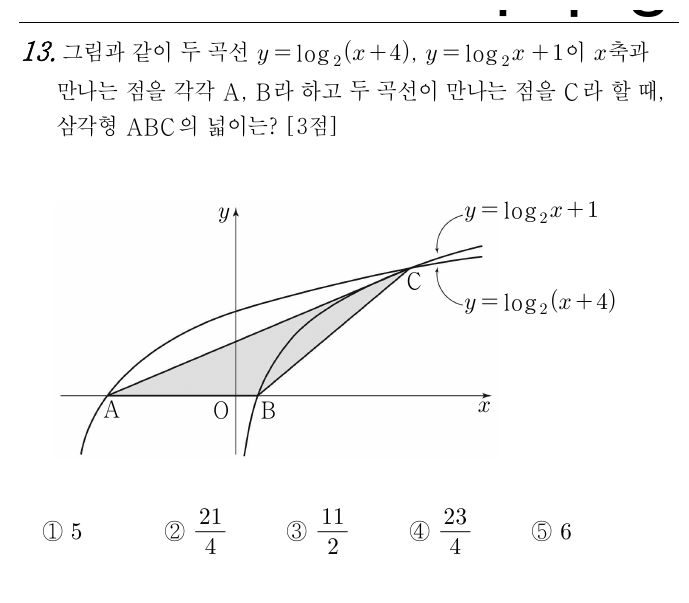 13. 그림과 같이 두 곡선 y=log₂(x+4), y=log₂x+1이 x축과
만나는 점을 각각 A, B라 하고 두 곡선이 만나는 점을 C라 할 때,
삼각형 ABC의 넓이는? [3점]
y
y=log₂x+1
C
y=log₂(x+4)
A
O
B
x
① 5 ② 21/4 ③ 11/2 ④ 23/4 ⑤ 6